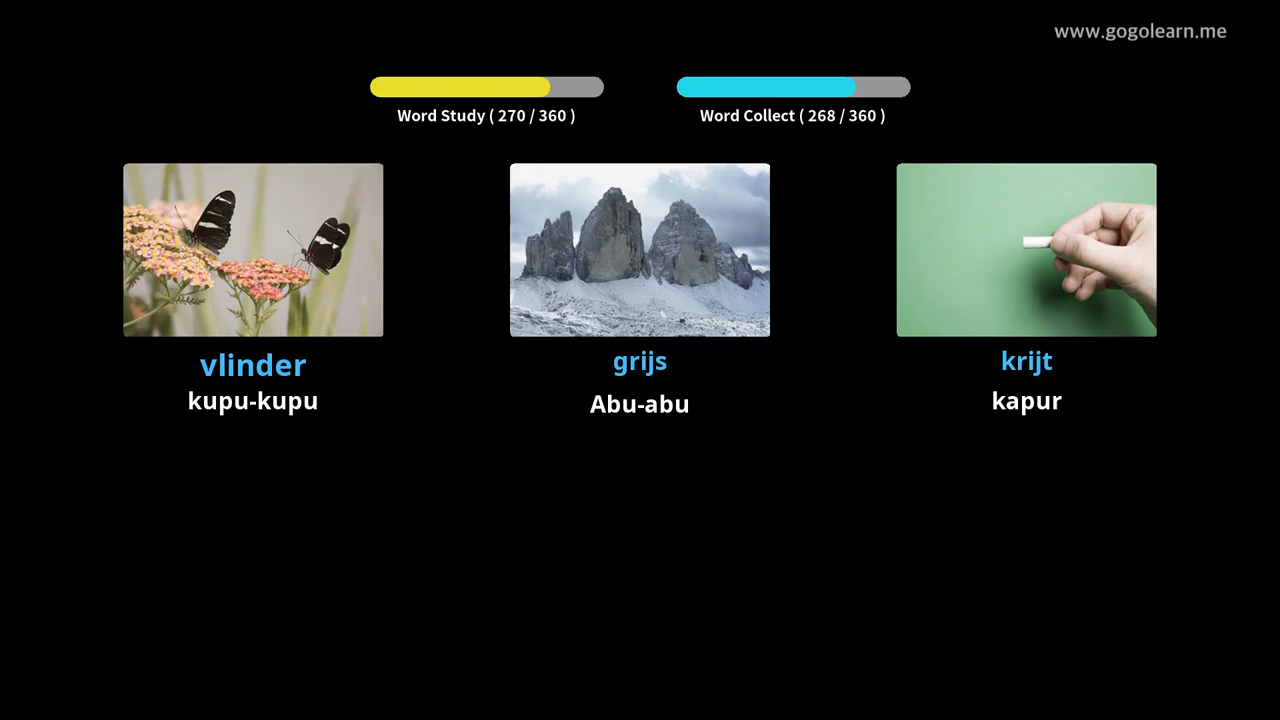 www.gogolearn.me
Word Study ( 270 / 360 )
Word Collect ( 268 / 360 )
vlinder
kupu-kupu
grijs
Abu-abu
krijt
kapur